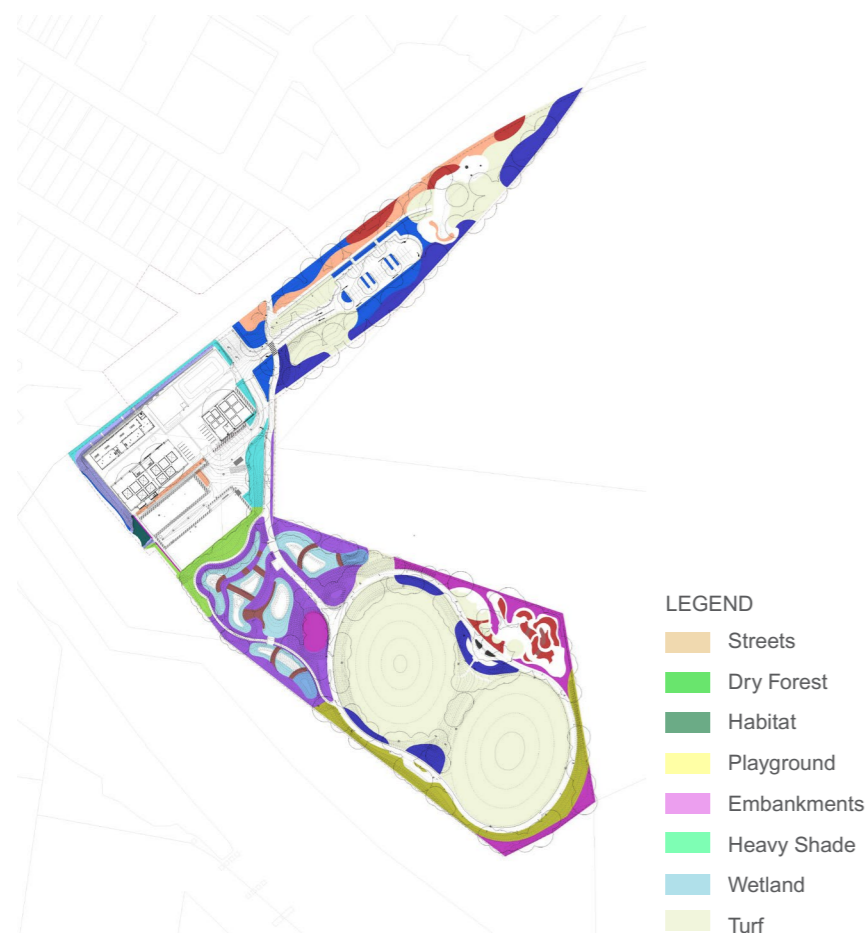 LEGEND
Streets
Dry Forest
Habitat
Playground
Embankments
Heavy Shade
Wetland
Turf